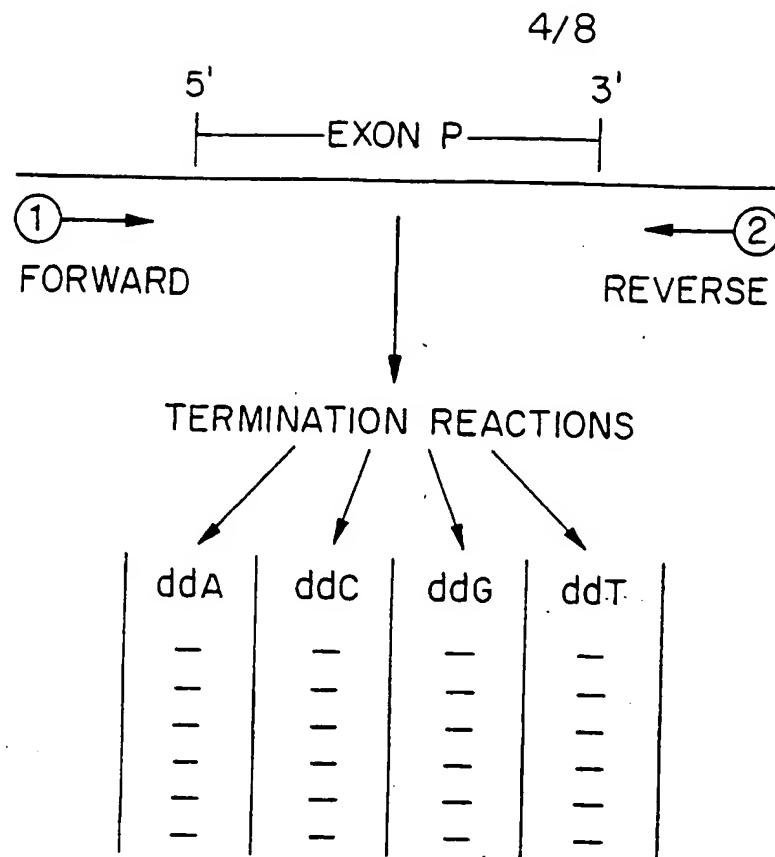 4/8
5' 3'
EXON P
1 2
FORWARD REVERSE
TERMINATION REACTIONS
ddA ddC ddG ddT